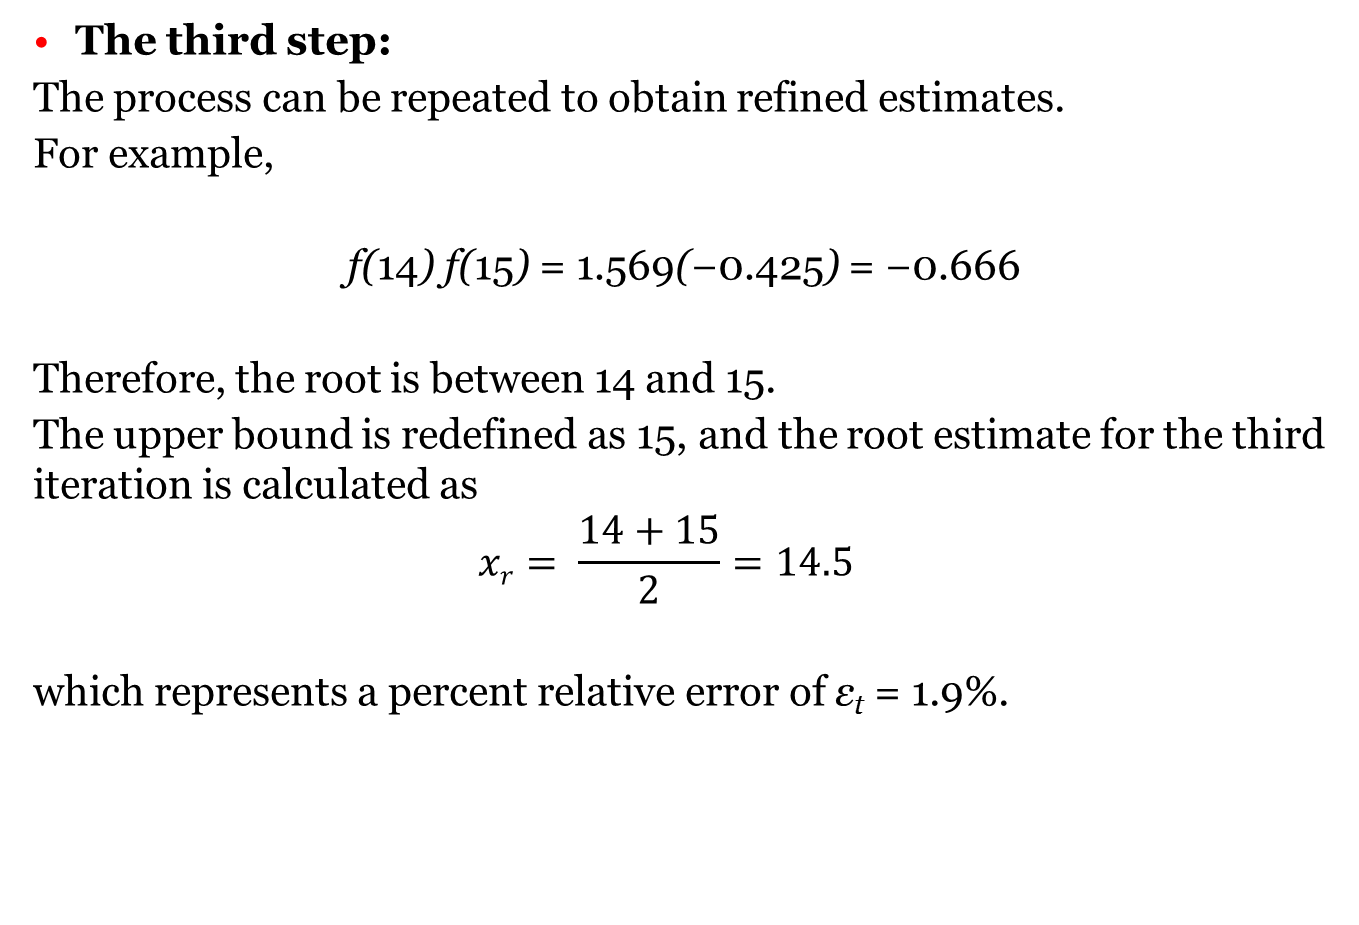 • The third step:
The process can be repeated to obtain refined estimates.
For example,
f(14) f(15) = 1.569(−0.425) = −0.666
Therefore, the root is between 14 and 15.
The upper bound is redefined as 15, and the root estimate for the third
iteration is calculated as
x_r = (14 + 15)/2 = 14.5
which represents a percent relative error of ε_t = 1.9%.